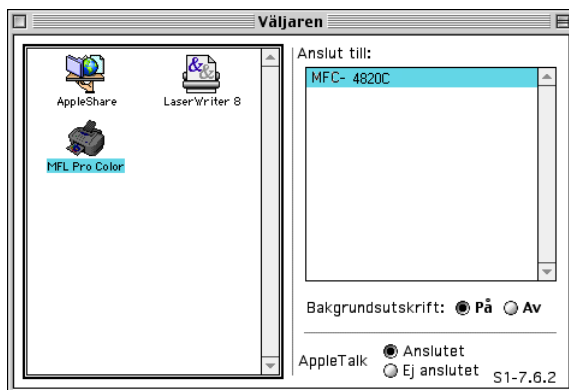 Väljaren
AppleShare
LaserWriter 8
MFL Pro Color
Anslut till:
MFC- 4820C
Bakgrundsutskrift: På Av
AppleTalk
Anslutet
Ej anslutet
S1-7.6.2